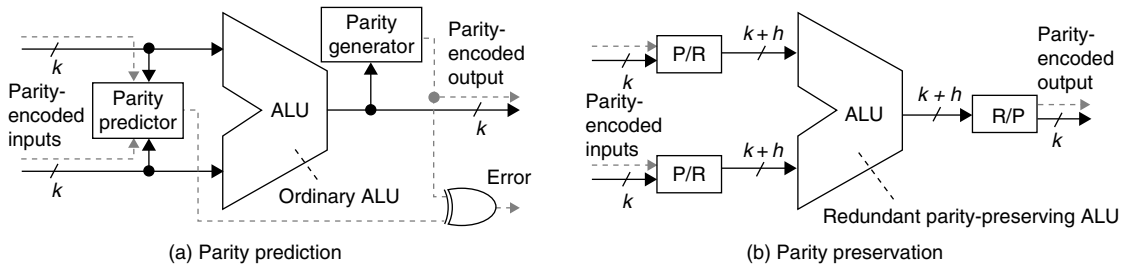 k
Parity-
encoded
inputs
k
Parity
predictor
ALU
Parity
generator
Parity-
encoded
output
k
Ordinary ALU
Error
(a) Parity prediction
k
P/R
k + h
Parity-
encoded
inputs
k
P/R
k + h
ALU
k + h
R/P
Parity-
encoded
output
k
Redundant parity-preserving ALU
(b) Parity preservation